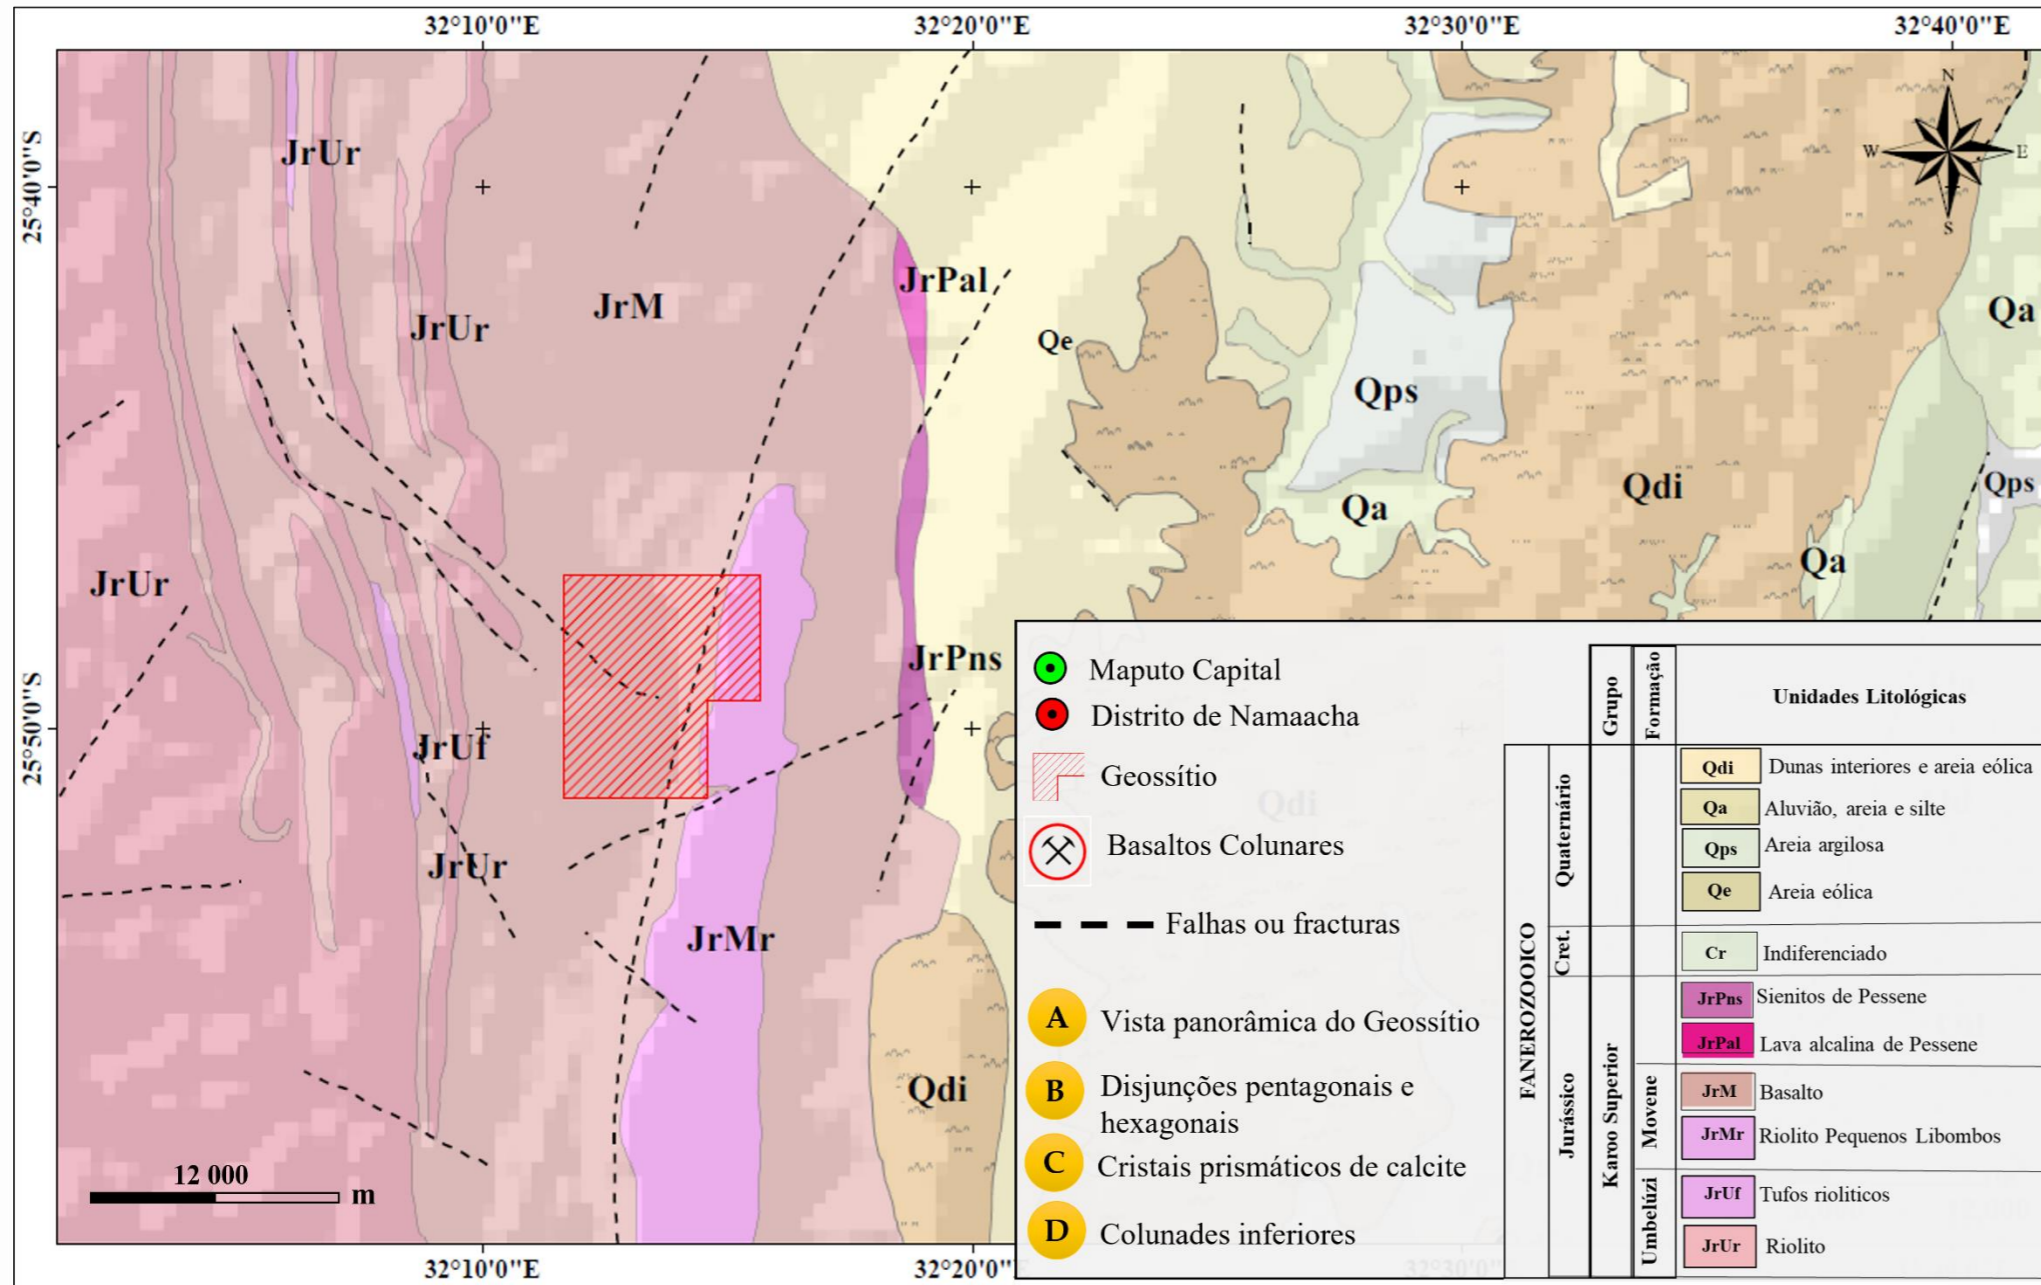 32°10'0"E
32°20'0"E
32°30'0"E
32°40'0"E
25°40'0"S
25°50'0"S
N
W
E
S
JrUr
JrM
JrUr
JrPal
Qe
Qa
Qps
Qdi
Qps
Qa
Qa
JrUr
JrPns
JrUf
JrUr
JrMr
Qdi
Qdi
12 000
m
32°10'0"E
32°20'0"E
32°30'0"E
Maputo Capital
Distrito de Namaacha
Geossítio
Basaltos Colunares
Falhas ou fracturas
A Vista panorâmica do Geossítio
B Disjunções pentagonais e
hexagonais
C Cristais prismáticos de calcite
D Colunades inferiores
Grupo
Formação
Unidades Litológicas
FANEROZOOICO
Quaternário
Qdi Dunas interiores e areia eólica
Qa Aluvião, areia e silte
Qps Areia argilosa
Qe Areia eólica
Cret.
Cr Indiferenciado
Jurássico
Karoo Superior
JrPns Sienitos de Pessene
JrPal Lava alcalina de Pessene
Movene
JrM Basalto
JrMr Riolito Pequenos Libombos
Umbelúzi
JrUf Tufos rioliticos
JrUr Riolito